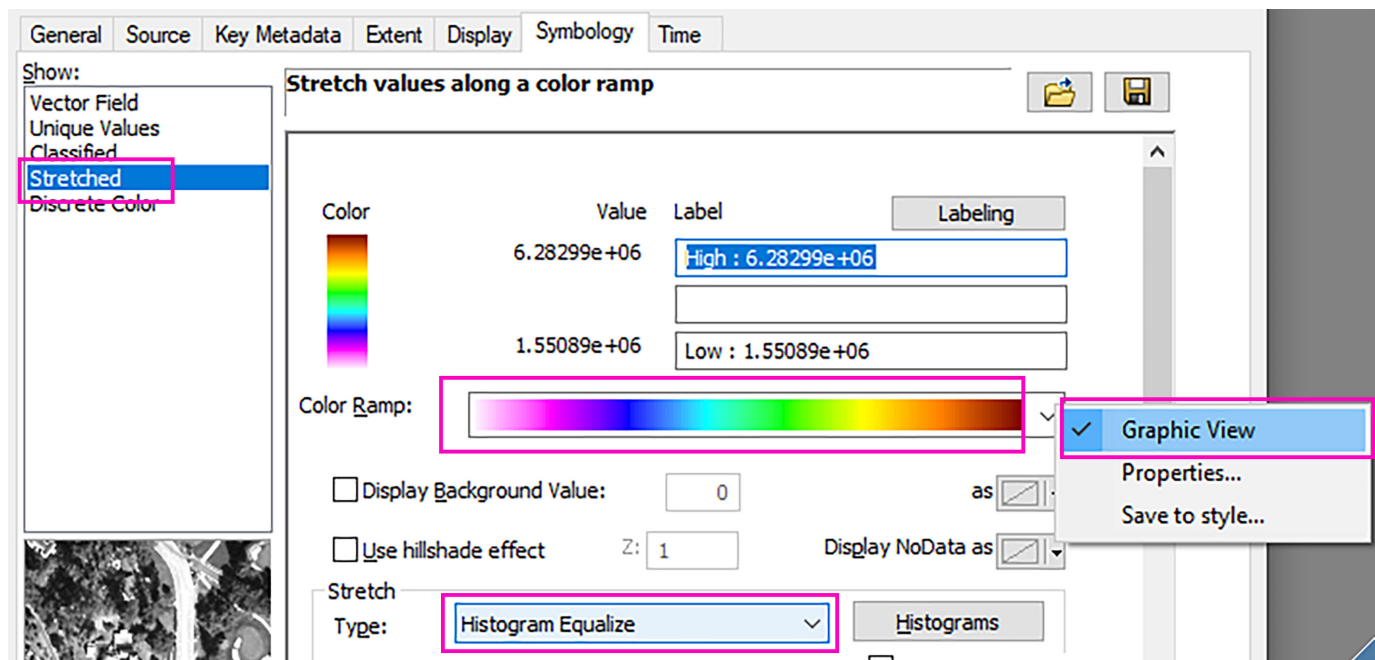 General Source Key Metadata Extent Display Symbology Time
Show:
Vector Field
Unique Values
Classified
Stretched
Discrete Color
Stretch values along a color ramp
Color Value Label Labeling
6.28299e+06 High : 6.28299e+06
1.55089e+06 Low : 1.55089e+06
Color Ramp:
Graphic View
Properties...
Save to style...
Display Background Value: 0 as
Use hillshade effect Z: 1 Display NoData as
Stretch
Type: Histogram Equalize Histograms